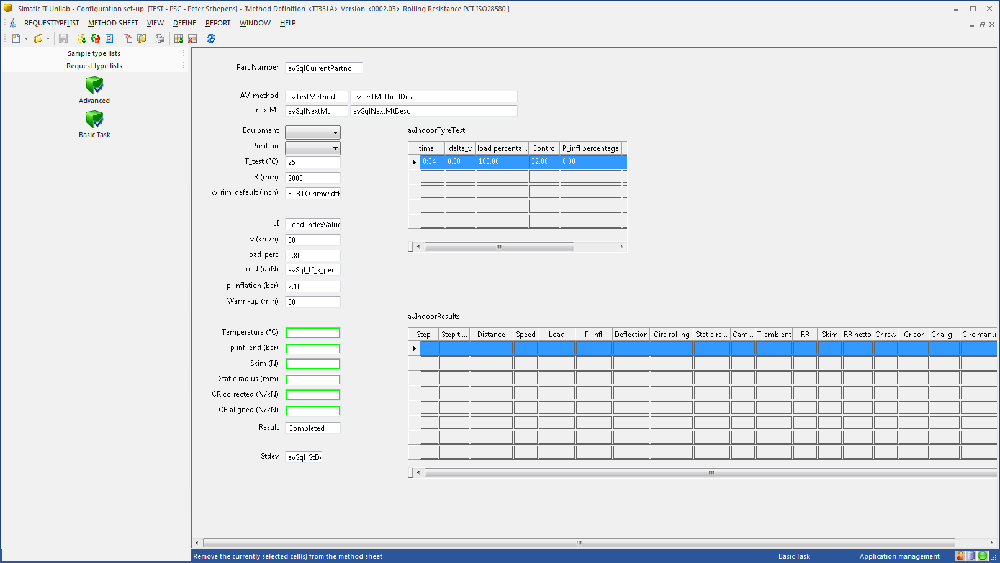 Simatic IT Unilab - Configuration set-up [TEST - PSC - Peter Schepens] - [Method Definition <TT351A> Version <0002.03> Rolling Resistance PCT ISO28580 ]
REQUESTTYPELIST METHOD SHEET VIEW DEFINE REPORT WINDOW HELP
Sample type lists
Request type lists
Advanced
Basic Task
Part Number avSqlCurrentPartno
AV-method avTestMethod avTestMethodDesc
nextMt avSqlNextMt avSqlNextMtDesc
Equipment
Position
T_test (°C) 25
R (mm) 2000
w_rim_default (inch) ETRTO rimwidth
LI Load indexValue
v (km/h) 80
load_perc 0.80
load (daN) avSql_LI_x_perc
p_inflation (bar) 2.10
Warm-up (min) 30
Temperature (°C)
p infl end (bar)
Skim (N)
Static radius (mm)
CR corrected (N/kN)
CR aligned (N/kN)
Result Completed
Stdev avSql_StD
avIndoorTyreTest
time delta_v load percenta... Control P_infl percentage
0:34 0.00 100.00 32.00 0.00
avIndoorResults
Step Step ti... Distance Speed Load P_infl Deflection Circ rolling Static ra... Cam... T_ambient RR Skim RR netto Cr raw Cr cor Cr alig... Circ manu
Remove the currently selected cell(s) from the method sheet Basic Task Application management